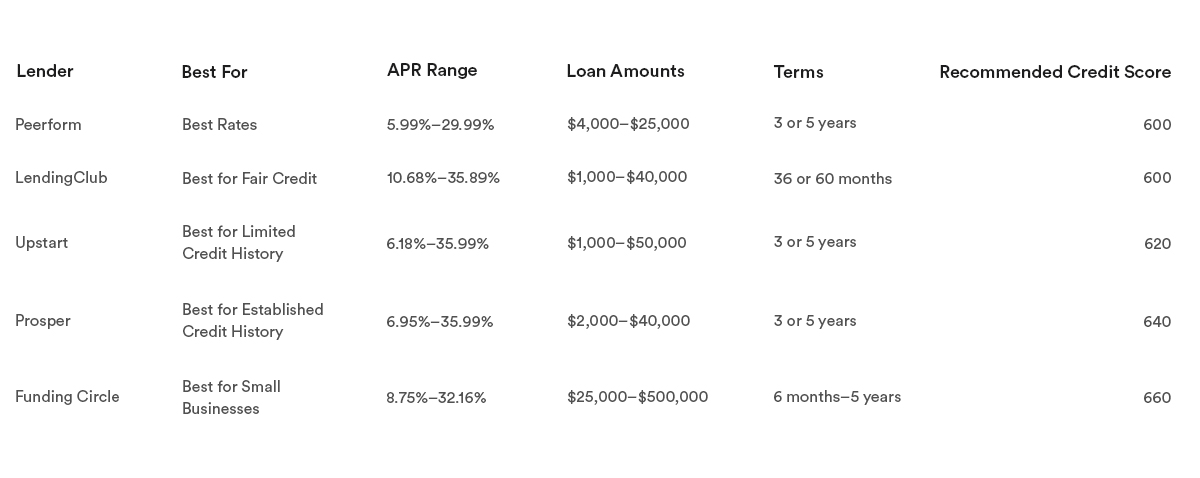 Lender Best For APR Range Loan Amounts Terms Recommended Credit Score
Peerform Best Rates 5.99%–29.99% $4,000–$25,000 3 or 5 years 600
LendingClub Best for Fair Credit 10.68%–35.89% $1,000–$40,000 36 or 60 months 600
Best for Limited
Upstart Credit History 6.18%–35.99% $1,000–$50,000 3 or 5 years 620
Best for Established
Prosper Credit History 6.95%–35.99% $2,000–$40,000 3 or 5 years 640
Best for Small
Funding Circle Businesses 8.75%–32.16% $25,000–$500,000 6 months–5 years 660